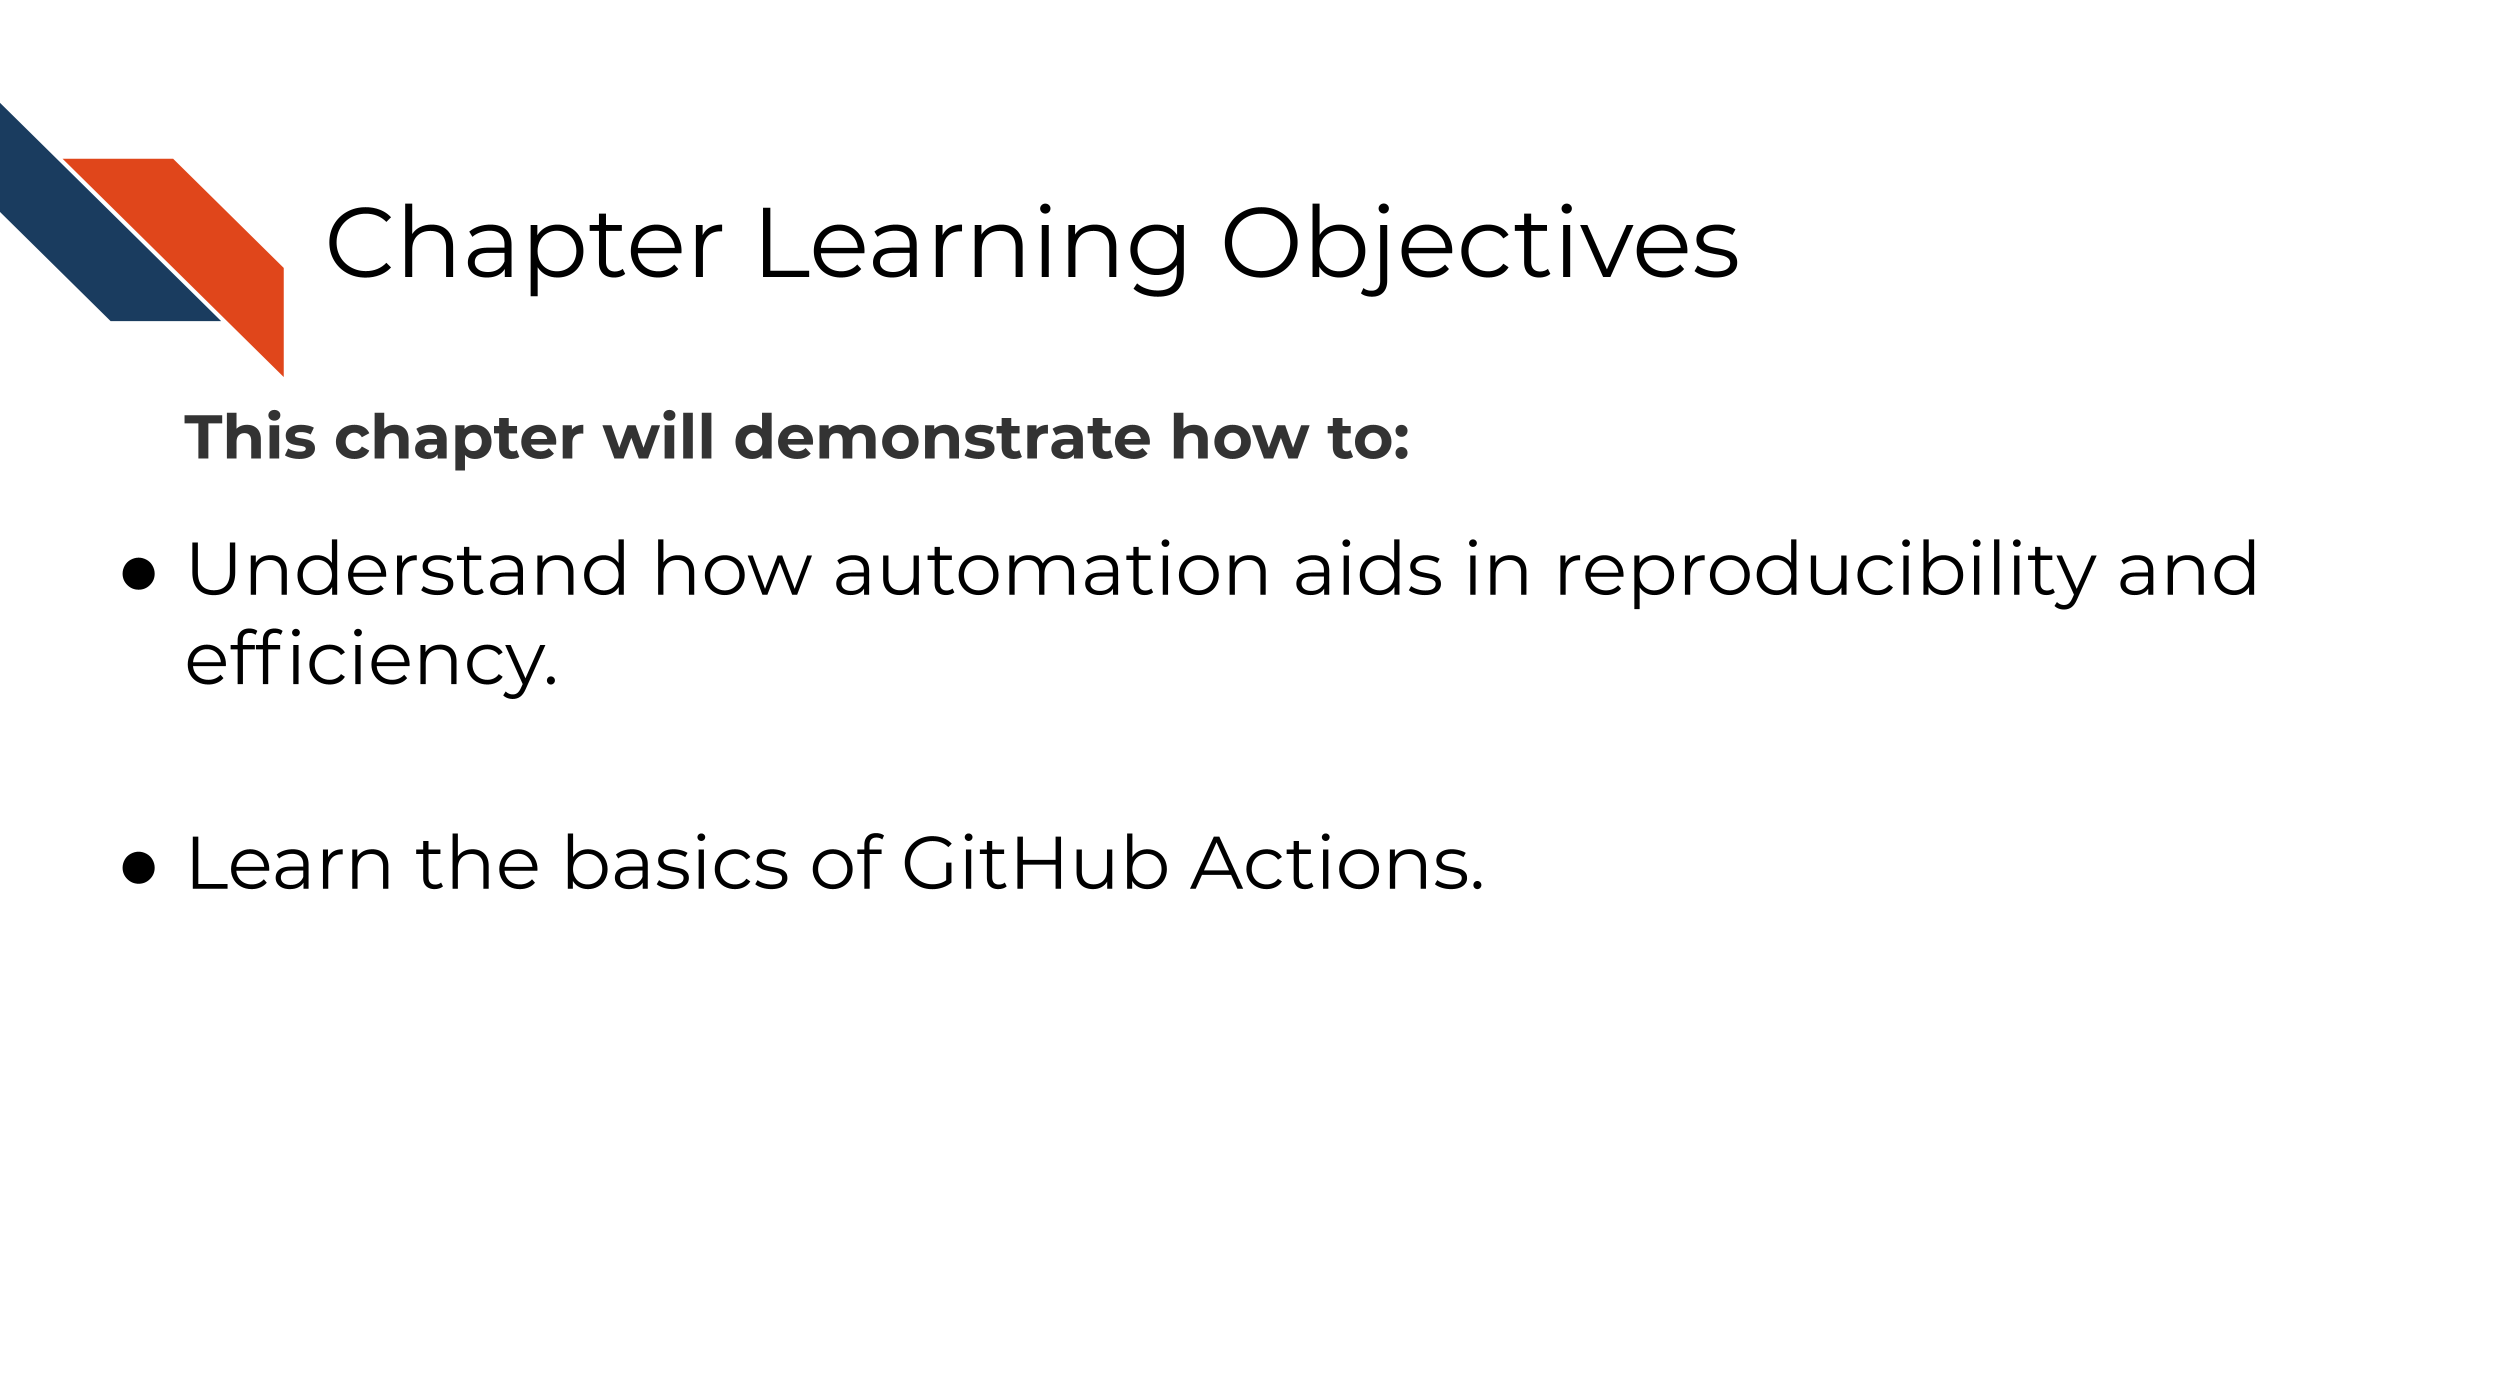 Chapter Learning Objectives
This chapter will demonstrate how to:
● Understand how automation aids in reproducibility and
efficiency.
● Learn the basics of GitHub Actions.